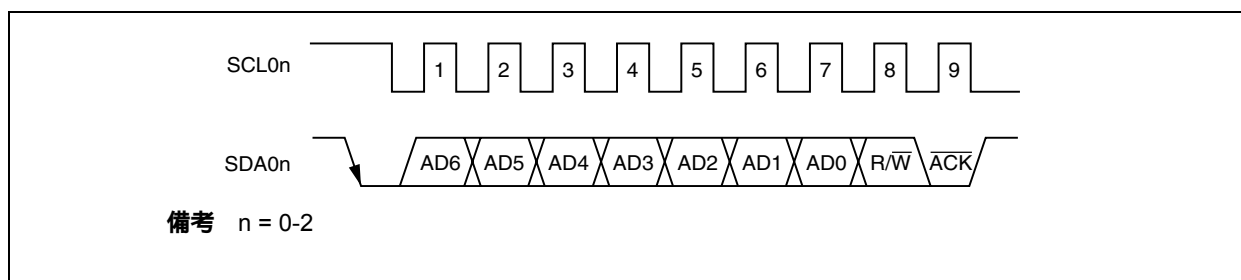 SCL0n 1 2 3 4 5 6 7 8 9
SDA0n AD6 AD5 AD4 AD3 AD2 AD1 AD0 R/W̅ A̅C̅K̅
備考 n = 0-2